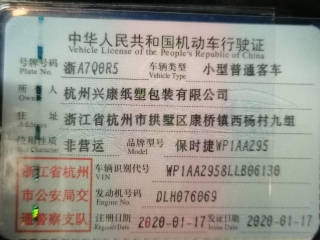 中华人民共和国机动车行驶证
Vehicle License of the People's Republic of China
号牌号码 浙A7Q0R5 车辆类型 小型普通客车
Plate No. Vehicle Type
所有人 杭州兴康纸塑包装有限公司
Owner
住址 浙江省杭州市拱墅区康桥镇西杨村九组
Address
使用性质 非营运 品牌型号 保时捷WP1AA295
Use Character Model
浙江省杭州 车辆识别代号 WP1AA2958LLB06130
VIN
市公安局交 发动机号码 DLH076069
Engine No.
通警察支队 注册日期 2020-01-17 发证日期 2020-01-17
Register Date Issue Date